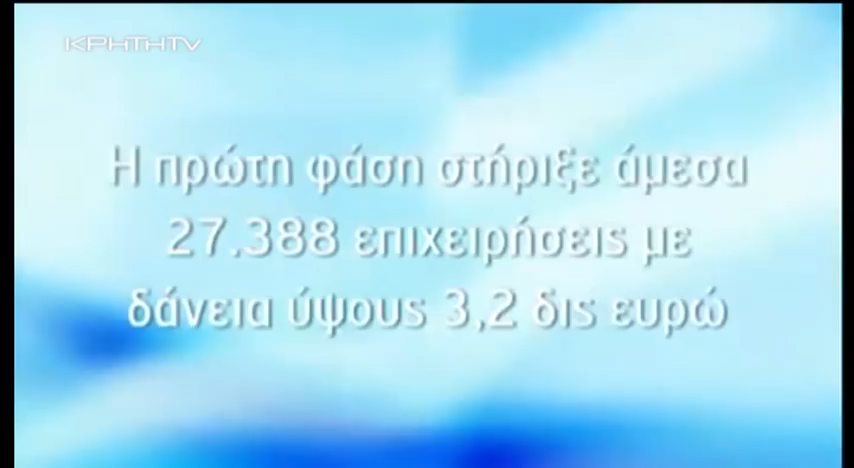 ΚΡΗΤΗTV
Η πρώτη φάση στήριξε άμεσα
27.388 επιχειρήσεις με
δάνεια ύψους 3,2 δις ευρώ